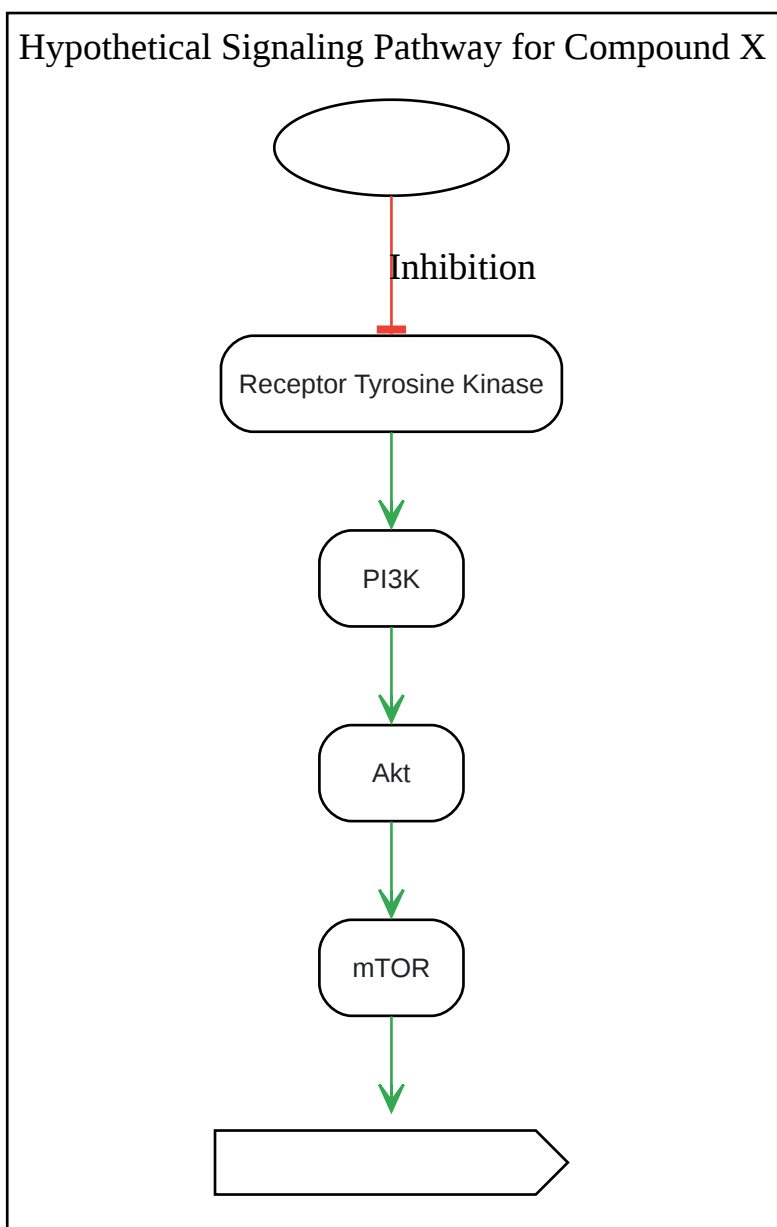 Hypothetical Signaling Pathway for Compound X
Inhibition
Receptor Tyrosine Kinase
PI3K
Akt
mTOR